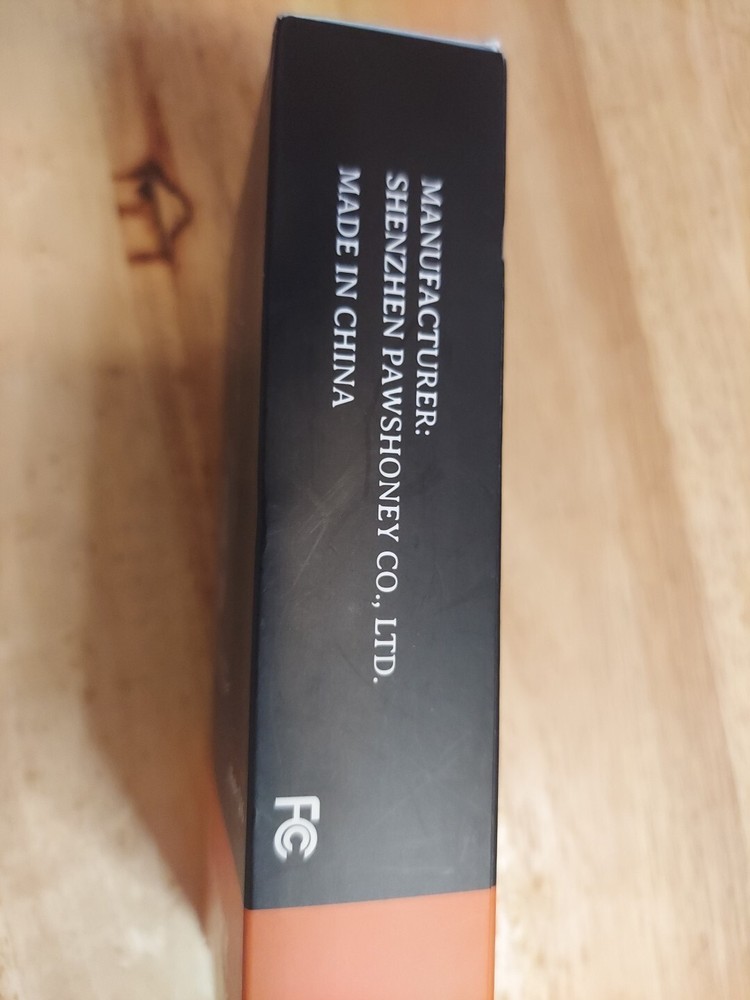 MANUFACTURER:
SHENZHEN PAWSHONEY CO., LTD.
MADE IN CHINA
FC